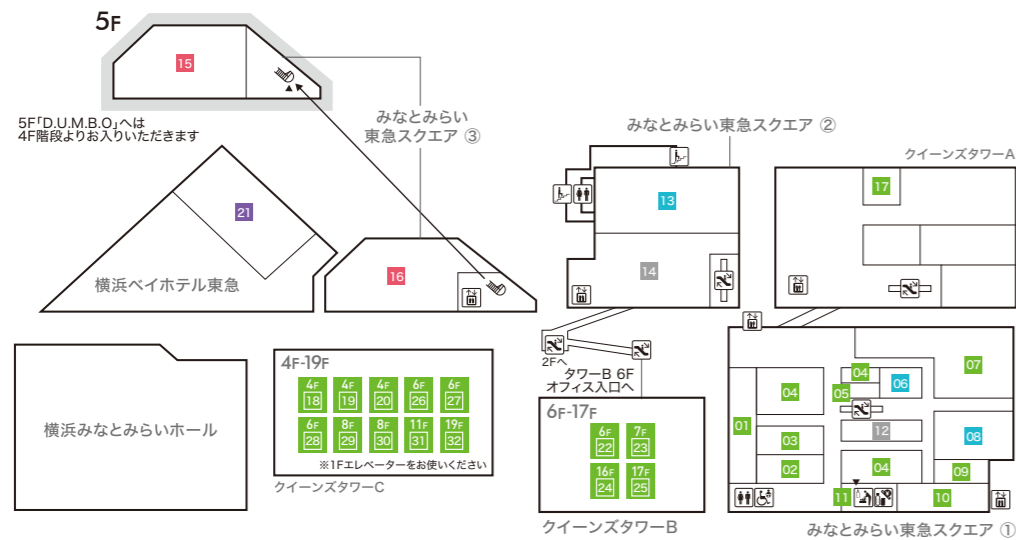 5F
15
5F「D.U.M.B.O」へは
4F階段よりお入りいただきます
みなとみらい
東急スクエア ③
21
横浜ベイホテル東急
16
みなとみらい東急スクエア ②
13
14
クイーンズタワーA
17
2Fへ
タワーB 6F
オフィス入口へ
横浜みなとみらいホール
4F-19F
4F 4F 4F 6F 6F
18 19 20 26 27
6F 8F 8F 11F 19F
28 29 30 31 32
※1Fエレベーターをお使いください
クイーンズタワーC
6F-17F
6F 7F
22 23
16F 17F
24 25
クイーンズタワーB
07
04
06
04
05
01
12
03
08
02
04
09
11
10
みなとみらい東急スクエア ①